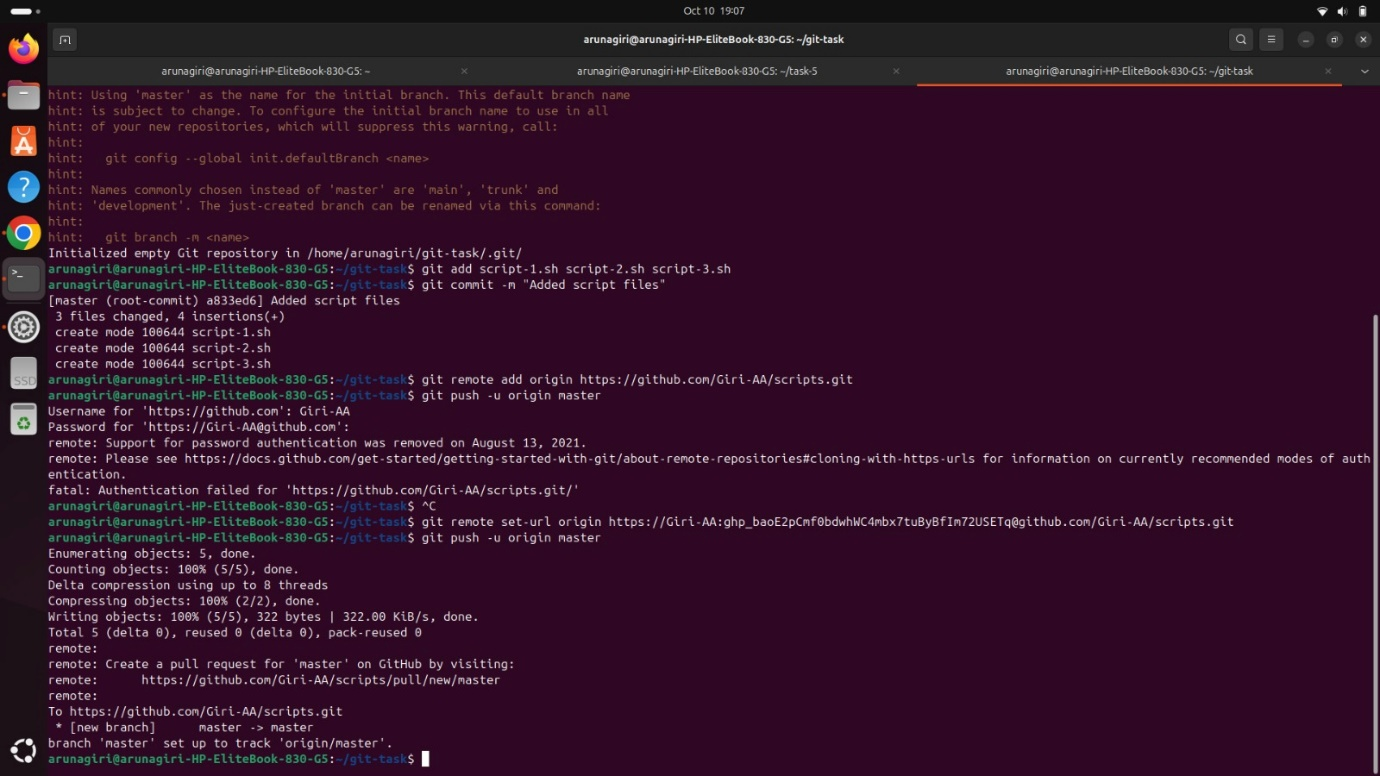 Oct 10 19:07
arunagiri@arunagiri-HP-EliteBook-830-G5: ~/git-task
arunagiri@arunagiri-HP-EliteBook-830-G5: ~
arunagiri@arunagiri-HP-EliteBook-830-G5: ~/task-5
arunagiri@arunagiri-HP-EliteBook-830-G5: ~/git-task
hint: Using 'master' as the name for the initial branch. This default branch name
hint: is subject to change. To configure the initial branch name to use in all
hint: of your new repositories, which will suppress this warning, call:
hint:
hint:   git config --global init.defaultBranch <name>
hint:
hint: Names commonly chosen instead of 'master' are 'main', 'trunk' and
hint: 'development'. The just-created branch can be renamed via this command:
hint:
hint:   git branch -m <name>
Initialized empty Git repository in /home/arunagiri/git-task/.git/
arunagiri@arunagiri-HP-EliteBook-830-G5:~/git-task$ git add script-1.sh script-2.sh script-3.sh
arunagiri@arunagiri-HP-EliteBook-830-G5:~/git-task$ git commit -m "Added script files"
[master (root-commit) a833ed6] Added script files
 3 files changed, 4 insertions(+)
 create mode 100644 script-1.sh
 create mode 100644 script-2.sh
 create mode 100644 script-3.sh
arunagiri@arunagiri-HP-EliteBook-830-G5:~/git-task$ git remote add origin https://github.com/Giri-AA/scripts.git
arunagiri@arunagiri-HP-EliteBook-830-G5:~/git-task$ git push -u origin master
Username for 'https://github.com': Giri-AA
Password for 'https://Giri-AA@github.com':
remote: Support for password authentication was removed on August 13, 2021.
remote: Please see https://docs.github.com/get-started/getting-started-with-git/about-remote-repositories#cloning-with-https-urls for information on currently recommended modes of auth
entication.
fatal: Authentication failed for 'https://github.com/Giri-AA/scripts.git/'
arunagiri@arunagiri-HP-EliteBook-830-G5:~/git-task$ ^C
arunagiri@arunagiri-HP-EliteBook-830-G5:~/git-task$ git remote set-url origin https://Giri-AA:@github.com/Giri-AA/scripts.git
arunagiri@arunagiri-HP-EliteBook-830-G5:~/git-task$ git push -u origin master
Enumerating objects: 5, done.
Counting objects: 100% (5/5), done.
Delta compression using up to 8 threads
Compressing objects: 100% (2/2), done.
Writing objects: 100% (5/5), 322 bytes | 322.00 KiB/s, done.
Total 5 (delta 0), reused 0 (delta 0), pack-reused 0
remote:
remote: Create a pull request for 'master' on GitHub by visiting:
remote:      https://github.com/Giri-AA/scripts/pull/new/master
remote:
To https://github.com/Giri-AA/scripts.git
 * [new branch]      master -> master
branch 'master' set up to track 'origin/master'.
arunagiri@arunagiri-HP-EliteBook-830-G5:~/git-task$
SSD